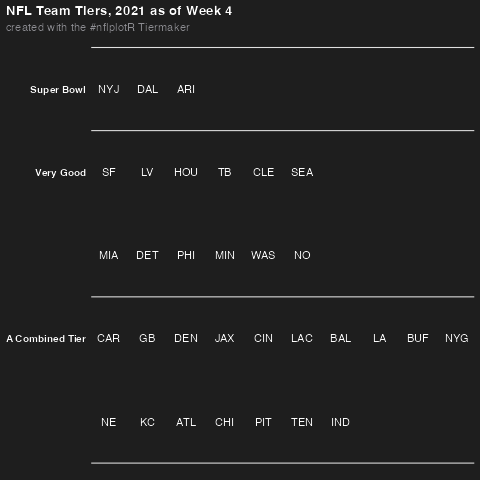 NFL Team Tiers, 2021 as of Week 4
created with the #nflplotR Tiermaker
Super Bowl NYJ DAL ARI
Very Good SF LV HOU TB CLE SEA
MIA DET PHI MIN WAS NO
A Combined Tier CAR GB DEN JAX CIN LAC BAL LA BUF NYG
NE KC ATL CHI PIT TEN IND